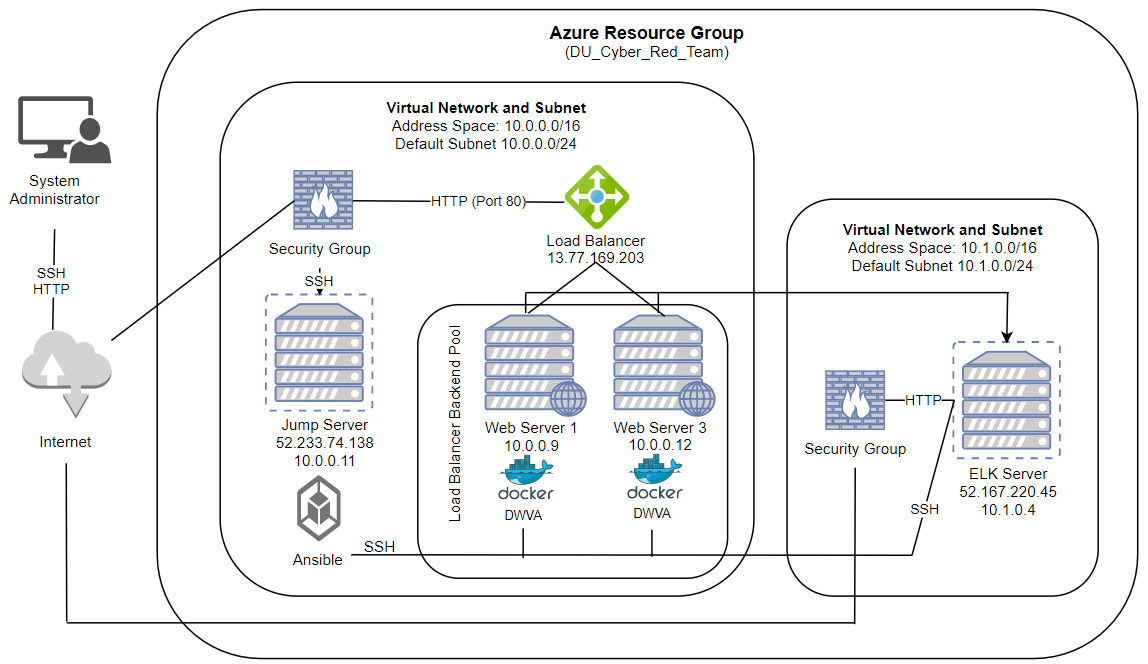 Azure Resource Group
(DU_Cyber_Red_Team)
Virtual Network and Subnet
Address Space: 10.0.0.0/16
Default Subnet 10.0.0.0/24
System
Administrator
SSH
HTTP
Internet
Security Group
HTTP (Port 80)
Load Balancer
13.77.169.203
SSH
Jump Server
52.233.74.138
10.0.0.11
Ansible
SSH
Load Balancer Backend Pool
Web Server 1
10.0.0.9
docker
DWVA
Web Server 3
10.0.0.12
docker
DWVA
Virtual Network and Subnet
Address Space: 10.1.0.0/16
Default Subnet 10.1.0.0/24
Security Group
HTTP
SSH
ELK Server
52.167.220.45
10.1.0.4